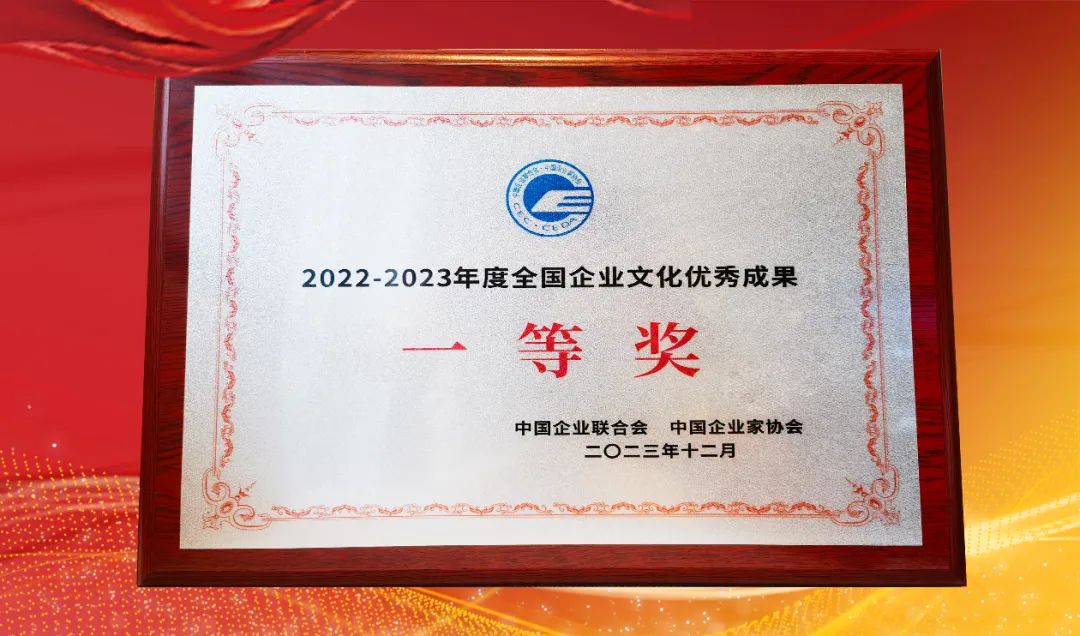 CEC·CEDA
2022-2023年度全国企业文化优秀成果
一等奖
中国企业联合会 中国企业家协会
二〇二三年十二月